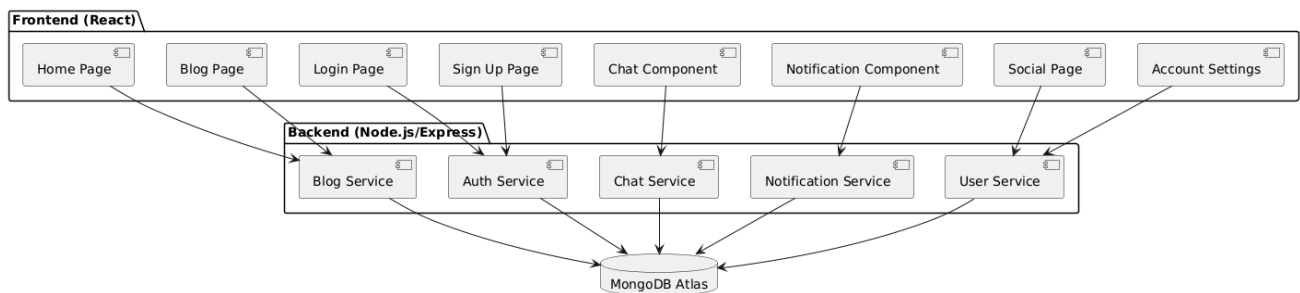 Frontend (React)
Home Page
Blog Page
Login Page
Sign Up Page
Chat Component
Notification Component
Social Page
Account Settings
Backend (Node.js/Express)
Blog Service
Auth Service
Chat Service
Notification Service
User Service
MongoDB Atlas